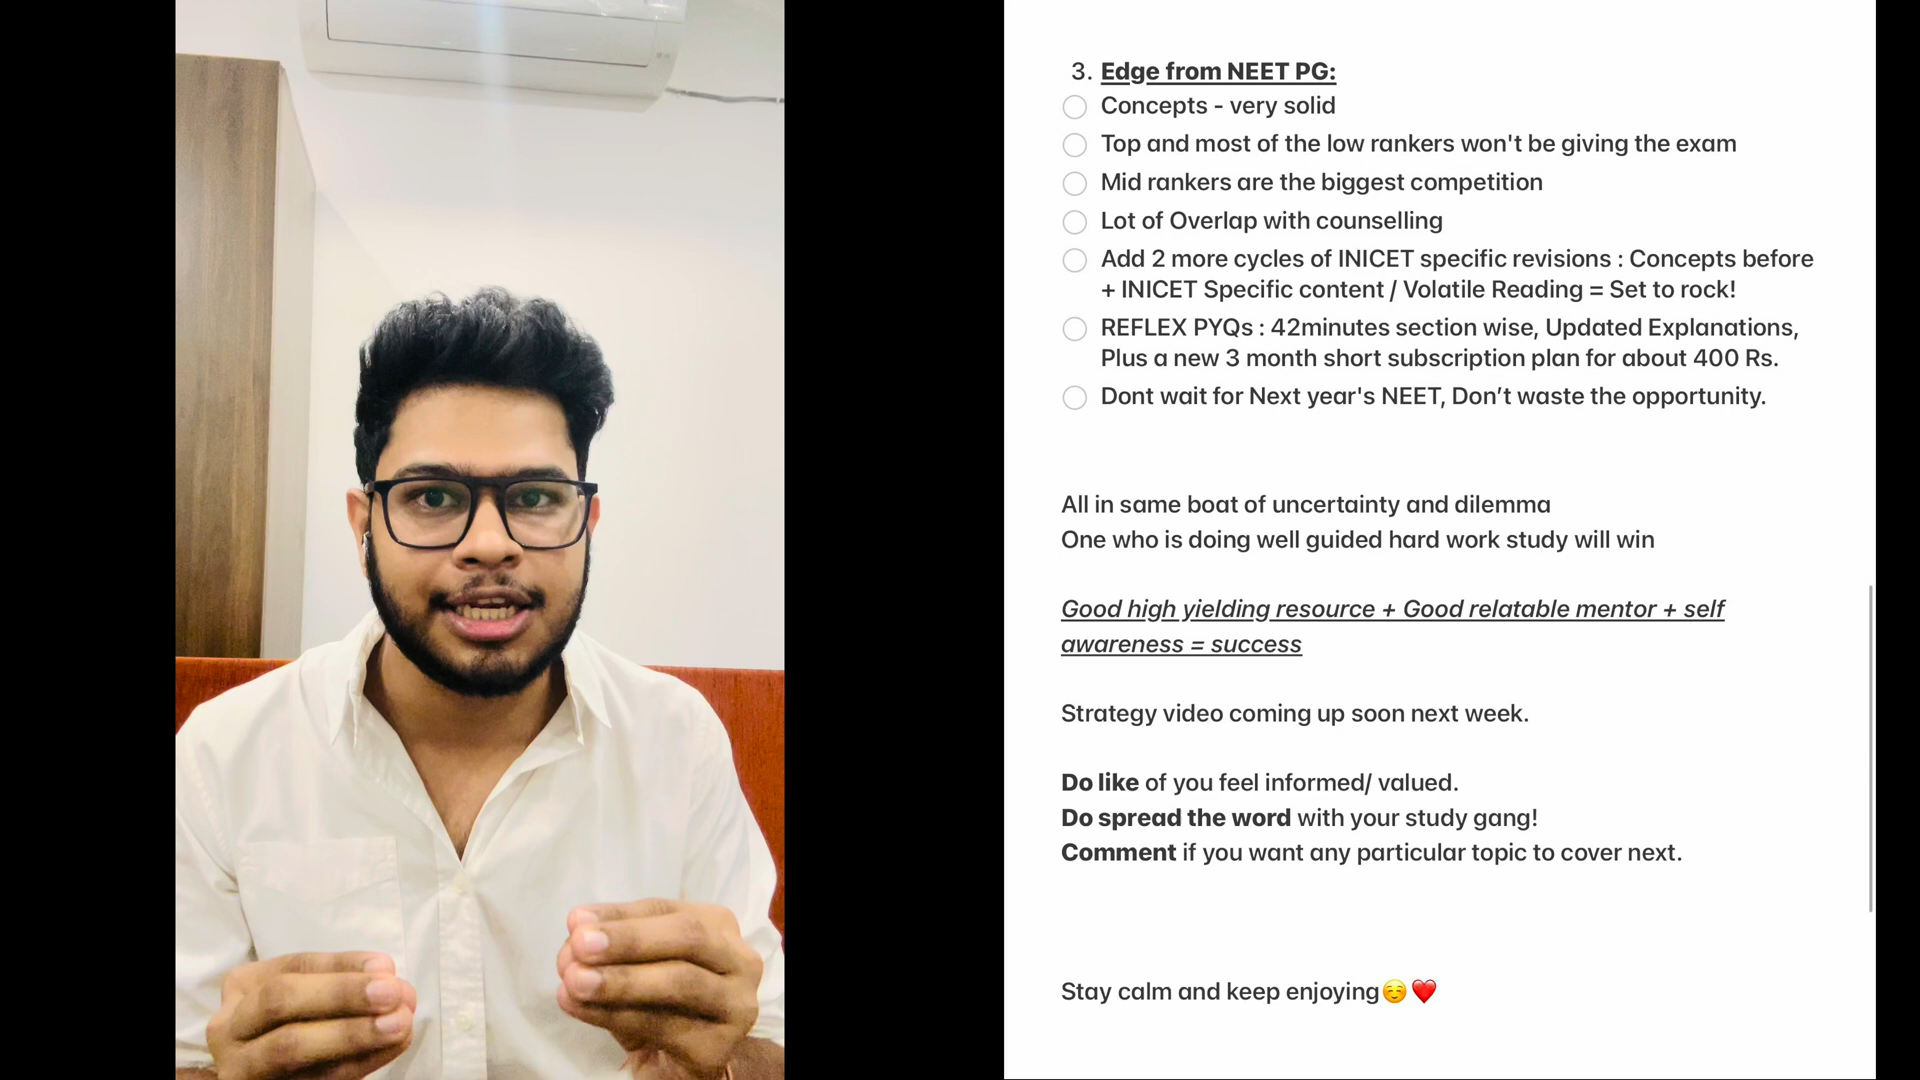 3. Edge from NEET PG:
Concepts - very solid
Top and most of the low rankers won't be giving the exam
Mid rankers are the biggest competition
Lot of Overlap with counselling
Add 2 more cycles of INICET specific revisions : Concepts before
+ INICET Specific content / Volatile Reading = Set to rock!
REFLEX PYQs : 42minutes section wise, Updated Explanations,
Plus a new 3 month short subscription plan for about 400 Rs.
Dont wait for Next year's NEET, Don’t waste the opportunity.
All in same boat of uncertainty and dilemma
One who is doing well guided hard work study will win
Good high yielding resource + Good relatable mentor + self
awareness = success
Strategy video coming up soon next week.
Do like of you feel informed/ valued.
Do spread the word with your study gang!
Comment if you want any particular topic to cover next.
Stay calm and keep enjoying☺️❤️